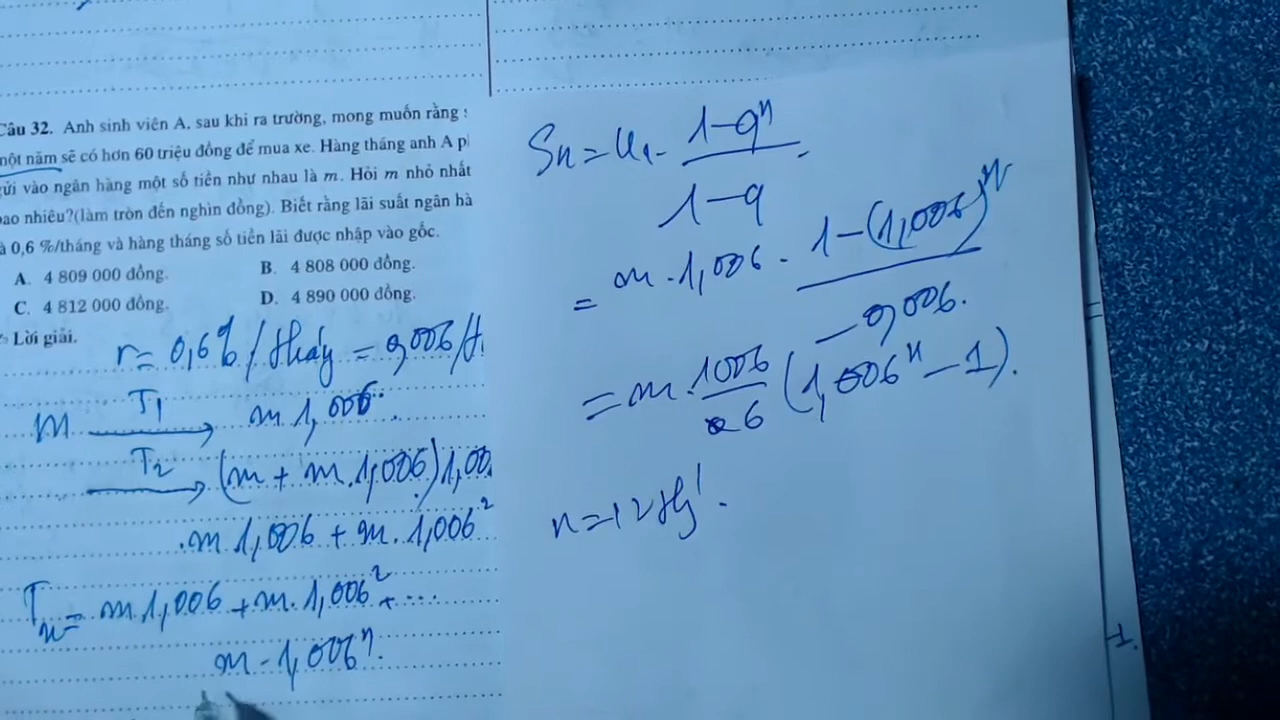 Câu 32. Anh sinh viên A, sau khi ra trường, mong muốn rằng
một năm sẽ có hơn 60 triệu đồng để mua xe. Hàng tháng anh A
gửi vào ngân hàng một số tiền như nhau là m. Hỏi m nhỏ nhất
bao nhiêu?(làm tròn đến nghìn đồng). Biết rằng lãi suất ngân hà
à 0,6 %/tháng và hàng tháng số tiền lãi được nhập vào gốc.
A. 4 809 000 đồng.
B. 4 808 000 đồng.
C. 4 812 000 đồng.
D. 4 890 000 đồng.
Lời giải.
r = 0,6% / tháng = 0,006/t
m T1 → m 1,006.
T2 → (m + m.1,006)1,00
.m 1,006 + m.1,006²
Tn = m.1,006 + m.1,006² + ...
m - 1,006ⁿ.
Sn = U1 . (1-qⁿ)/(1-q)
= m.1,006 . (1-(1,006)ⁿ)/(-0,006).
= m.1006/6 (1,006ⁿ - 1).
n = 12